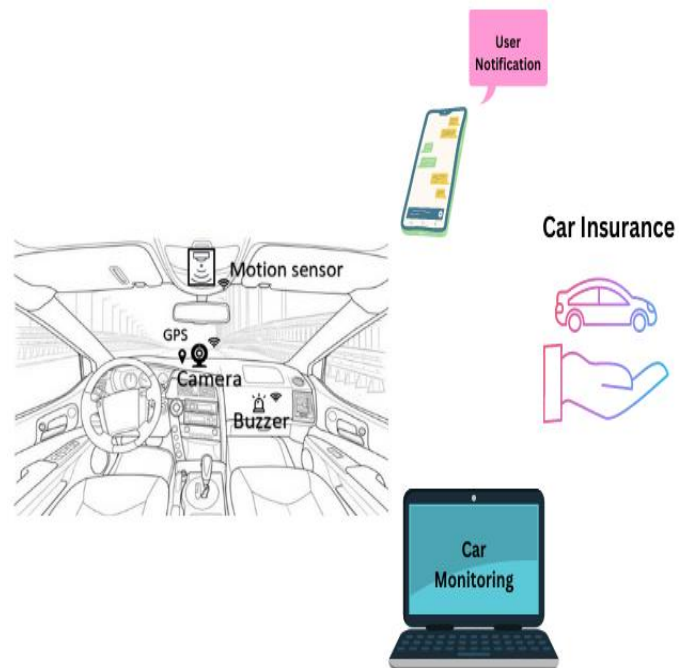 User
Notification
Car Insurance
Motion sensor
GPS
Camera
Buzzer
Car
Monitoring